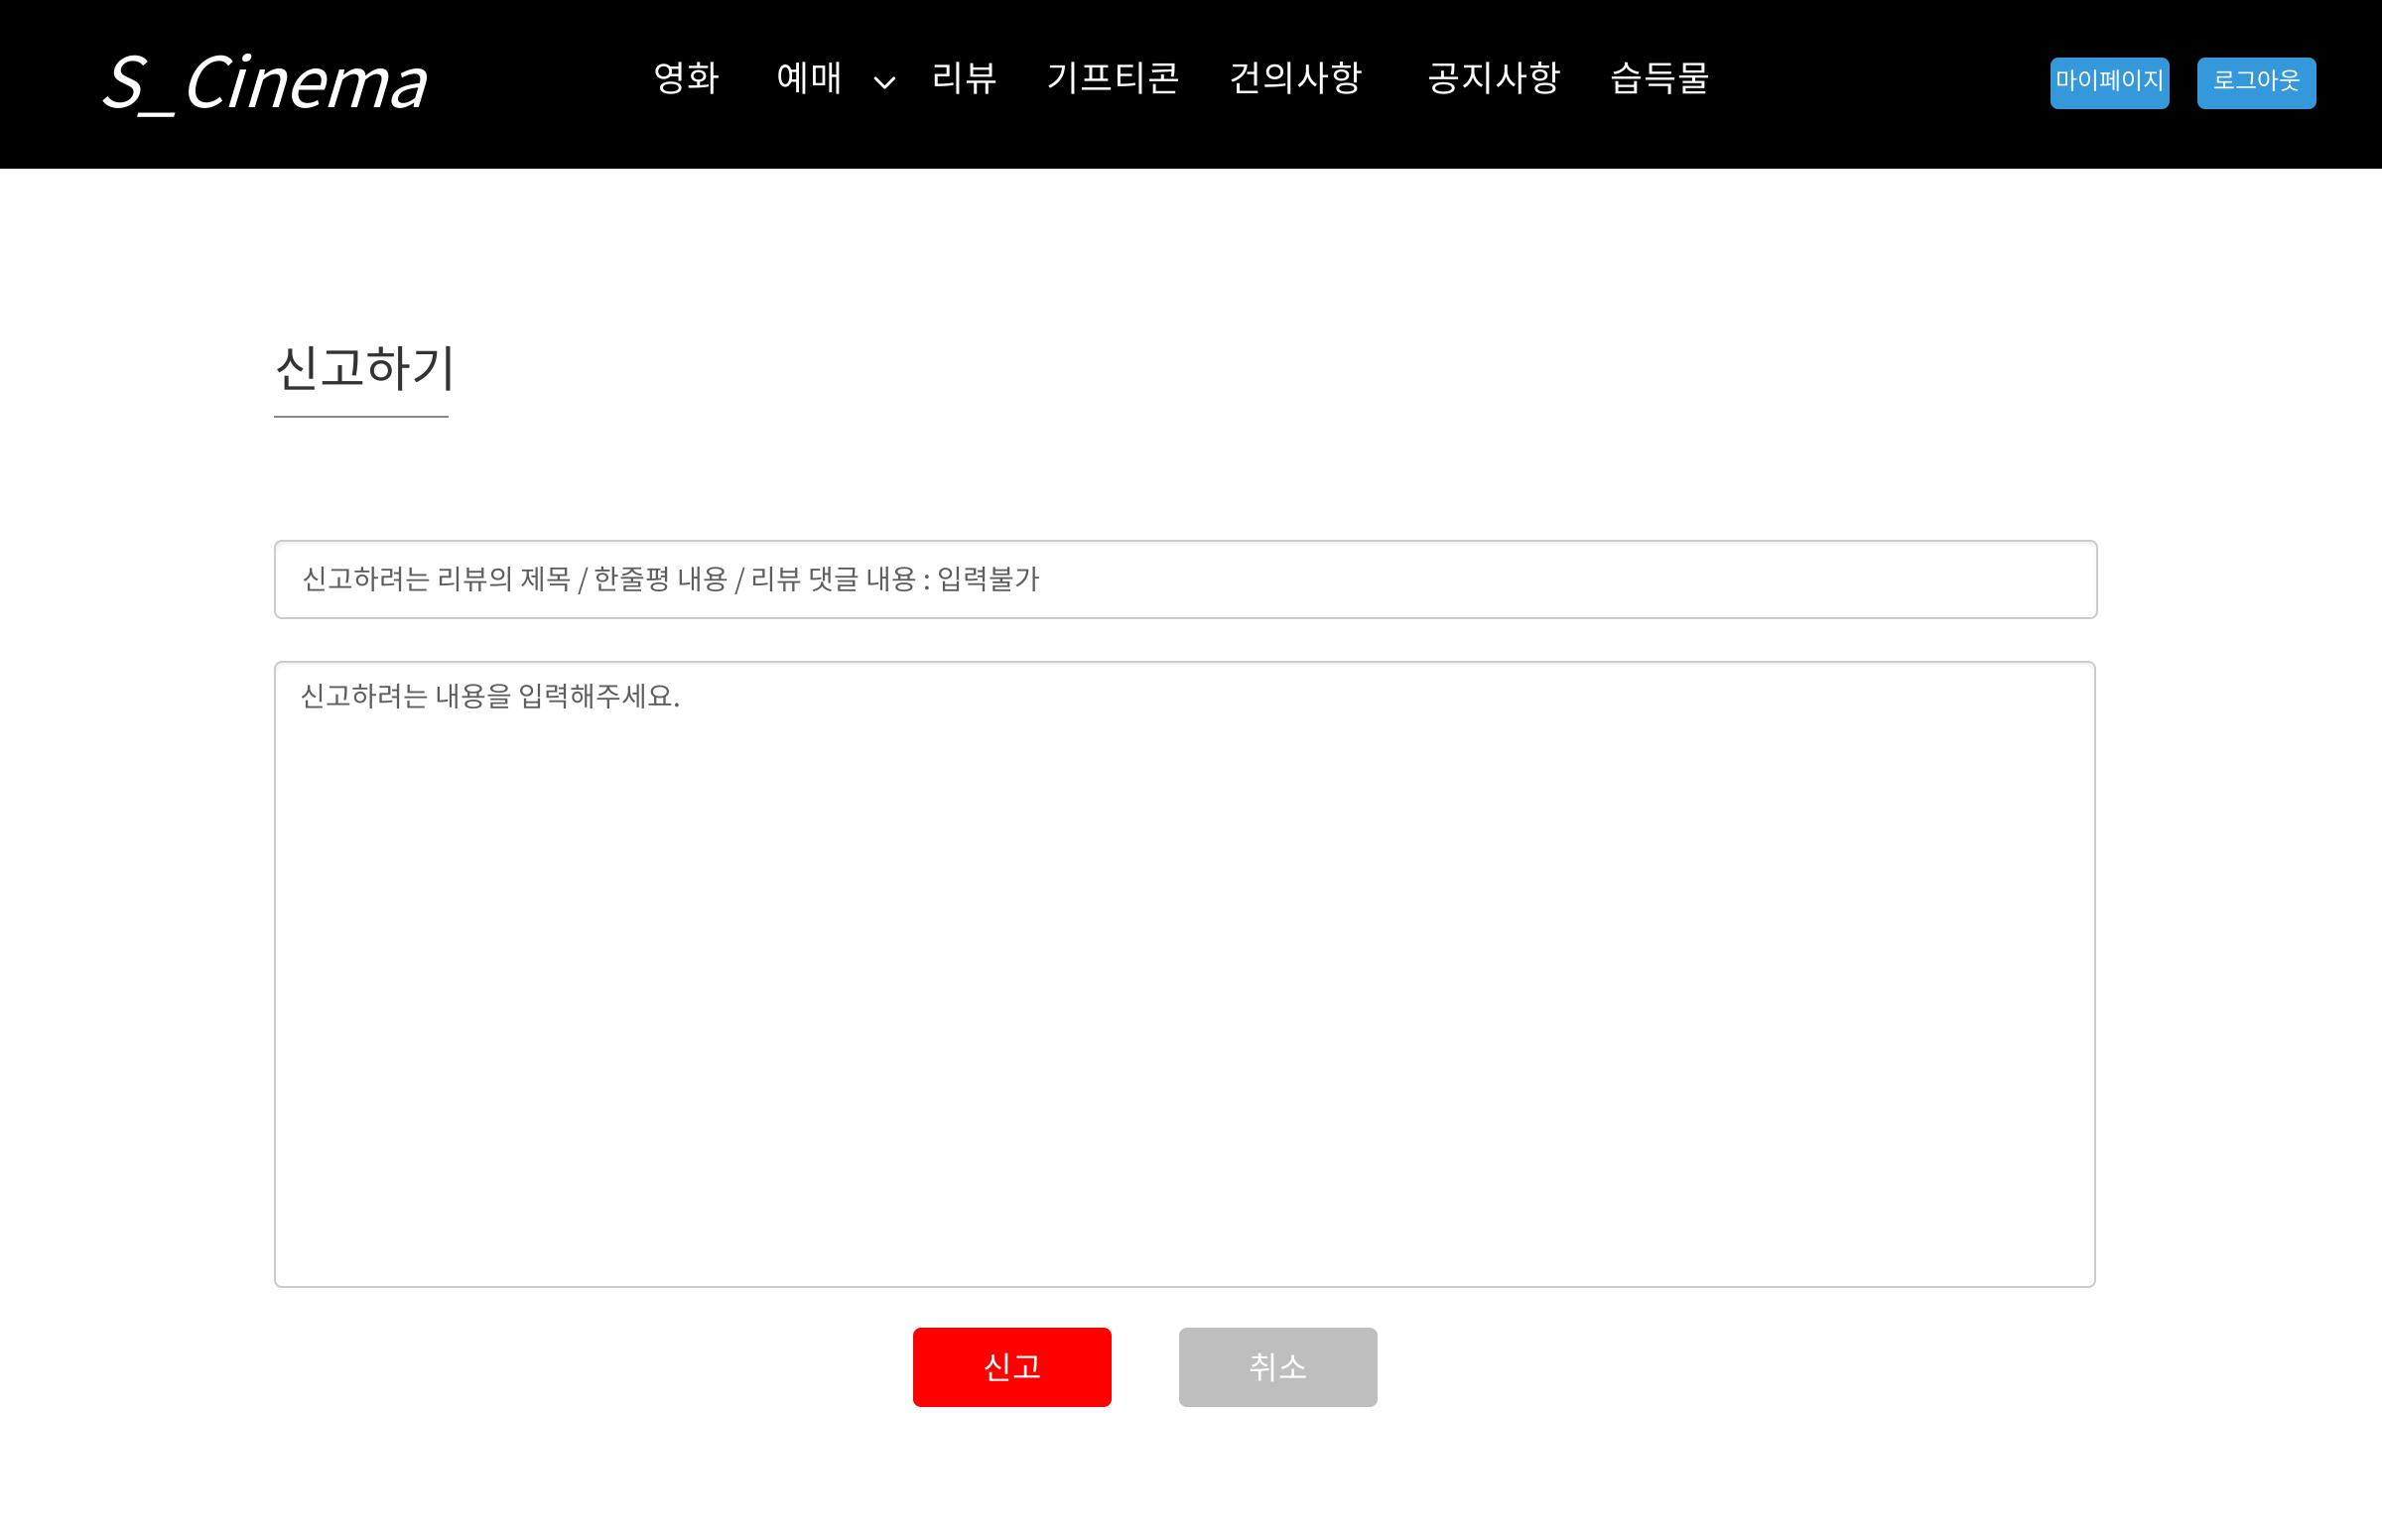 S_Cinema 영화 예매 리뷰 기프티콘 건의사항 공지사항 습득물 마이페이지 로그아웃
신고하기
신고하려는 리뷰의 제목 / 한줄평 내용 / 리뷰 댓글 내용 : 입력불가
신고하려는 내용을 입력해주세요.
신고 취소